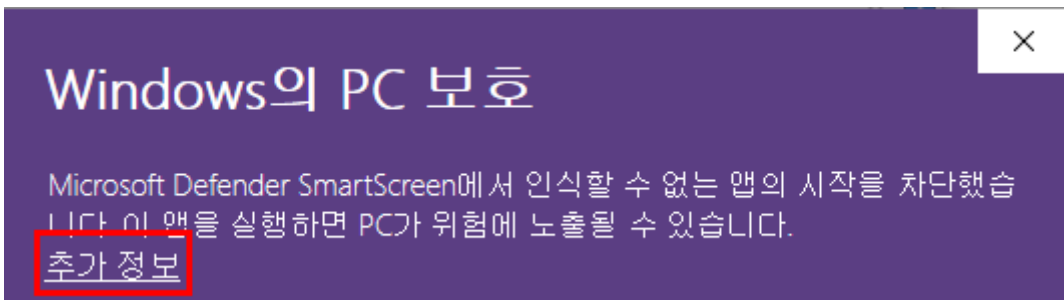 Windows의 PC 보호
Microsoft Defender SmartScreen에서 인식할 수 없는 앱의 시작을 차단했습
니다. 이 앱을 실행하면 PC가 위험에 노출될 수 있습니다.
추가 정보